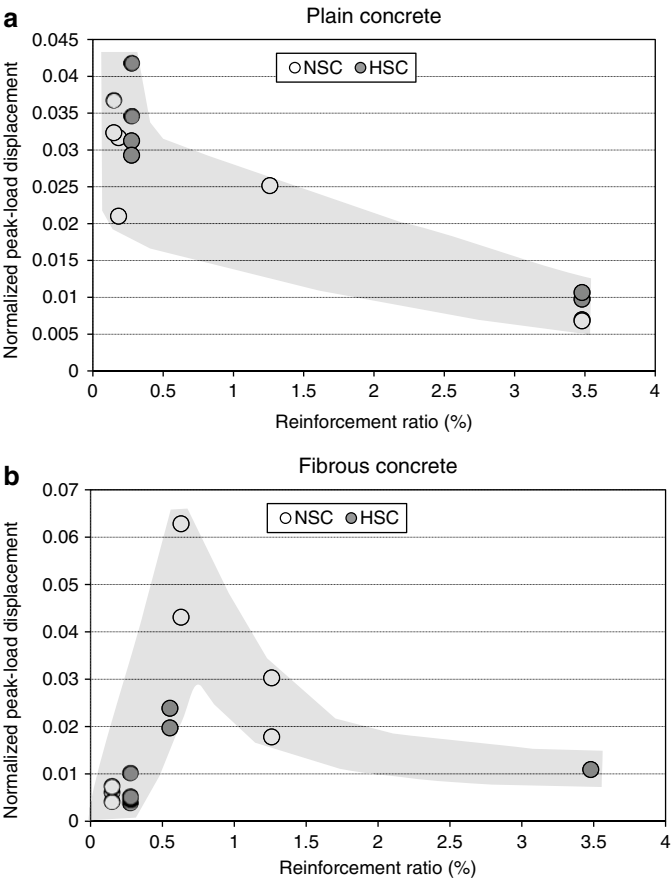 a
Plain concrete
0.045
0.04
0.035
0.03
0.025
0.02
0.015
0.01
0.005
0
Normalized peak-load displacement
NSC HSC
0 0.5 1 1.5 2 2.5 3 3.5 4
Reinforcement ratio (%)
b
Fibrous concrete
0.07
0.06
0.05
0.04
0.03
0.02
0.01
0
Normalized peak-load displacement
NSC HSC
0 0.5 1 1.5 2 2.5 3 3.5 4
Reinforcement ratio (%)